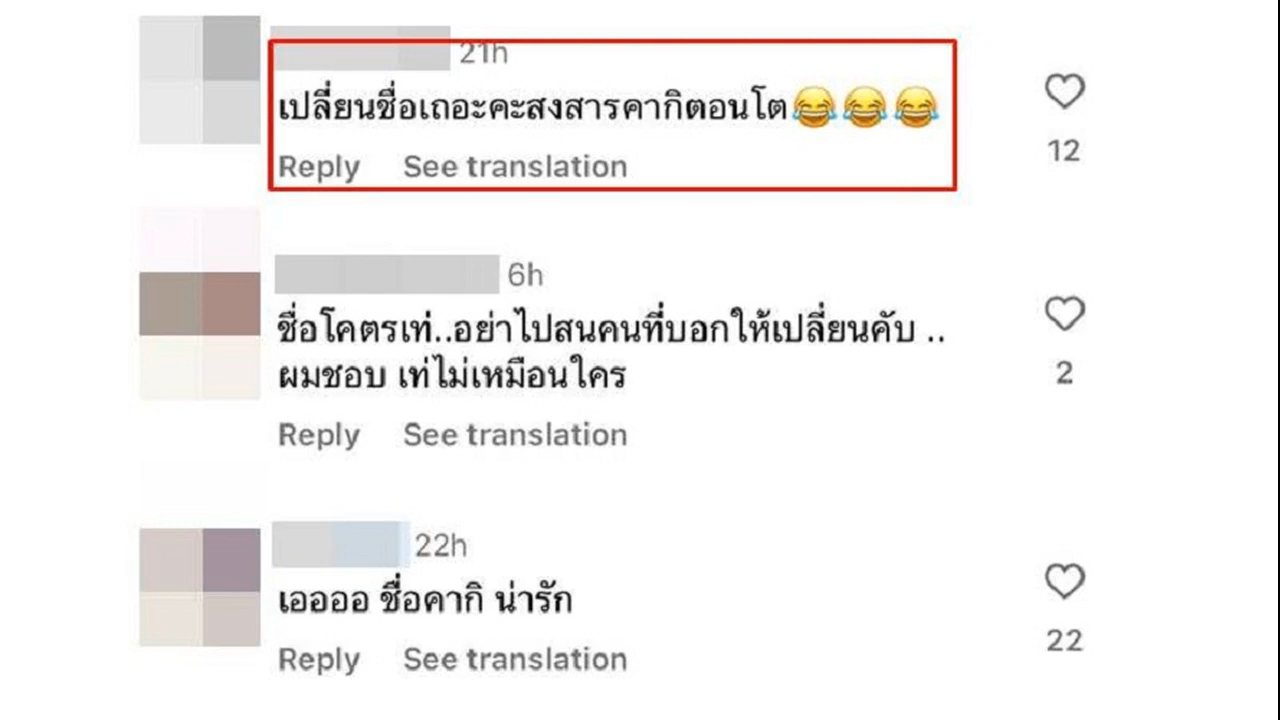 21h
เปลี่ยนชื่อเถอะคะสงสารคากิตอนโต😂😂😂
12
Reply See translation
6h
ชื่อโคตรเท่..อย่าไปสนคนที่บอกให้เปลี่ยนคับ ..
ผมชอบ เท่ไม่เหมือนใคร
2
Reply See translation
22h
เออออ ชื่อคากิ น่ารัก
22
Reply See translation